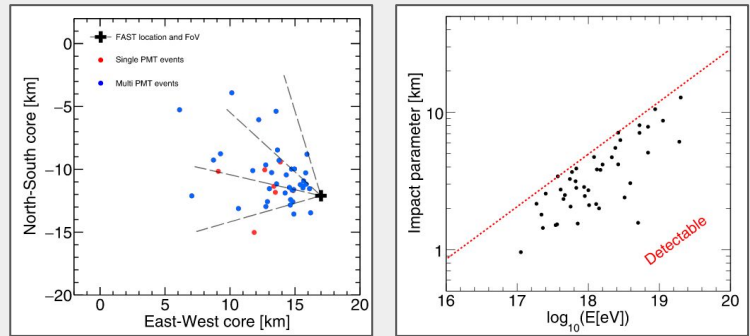 FAST location and FoV
Single PMT events
Multi PMT events
North-South core [km]
0
−5
−10
−15
−20
0
5
10
15
20
East-West core [km]
Impact parameter [km]
10
1
Detectable
16
17
18
19
20
log10(E[eV])